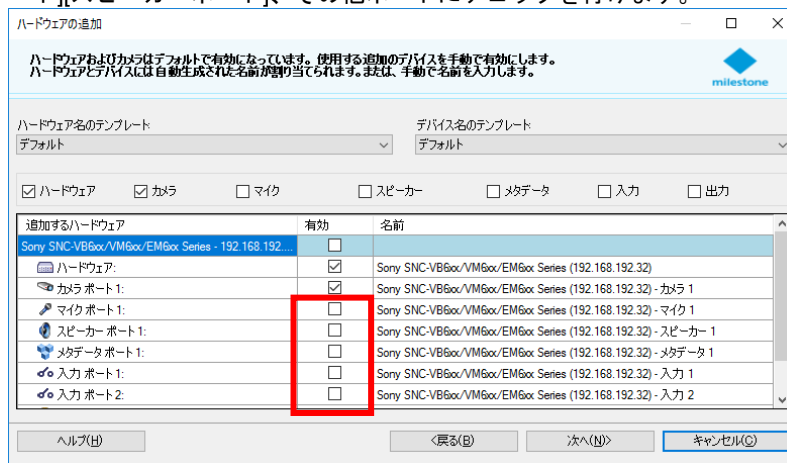 ハードウェアの追加
ハードウェアおよびカメラはデフォルトで有効になっています。使用する追加のデバイスを手動で有効にします。
ハードウェアとデバイスには自動生成された名前が割り当てられます。または、手動で名前を入力します。
milestone
ハードウェア名のテンプレート
デバイス名のテンプレート
デフォルト
デフォルト
ハードウェア カメラ マイク スピーカー メタデータ 入力 出力
追加するハードウェア 有効 名前
Sony SNC-VB6xx/VM6xx/EM6xx Series - 192.168.192....
ハードウェア: Sony SNC-VB6xx/VM6xx/EM6xx Series (192.168.192.32)
カメラ ポート 1: Sony SNC-VB6xx/VM6xx/EM6xx Series (192.168.192.32) - カメラ 1
マイク ポート 1: Sony SNC-VB6xx/VM6xx/EM6xx Series (192.168.192.32) - マイク 1
スピーカー ポート 1: Sony SNC-VB6xx/VM6xx/EM6xx Series (192.168.192.32) - スピーカー 1
メタデータ ポート 1: Sony SNC-VB6xx/VM6xx/EM6xx Series (192.168.192.32) - メタデータ 1
入力 ポート 1: Sony SNC-VB6xx/VM6xx/EM6xx Series (192.168.192.32) - 入力 1
入力 ポート 2: Sony SNC-VB6xx/VM6xx/EM6xx Series (192.168.192.32) - 入力 2
ヘルプ(H) <戻る(B) 次へ(N)> キャンセル(C)